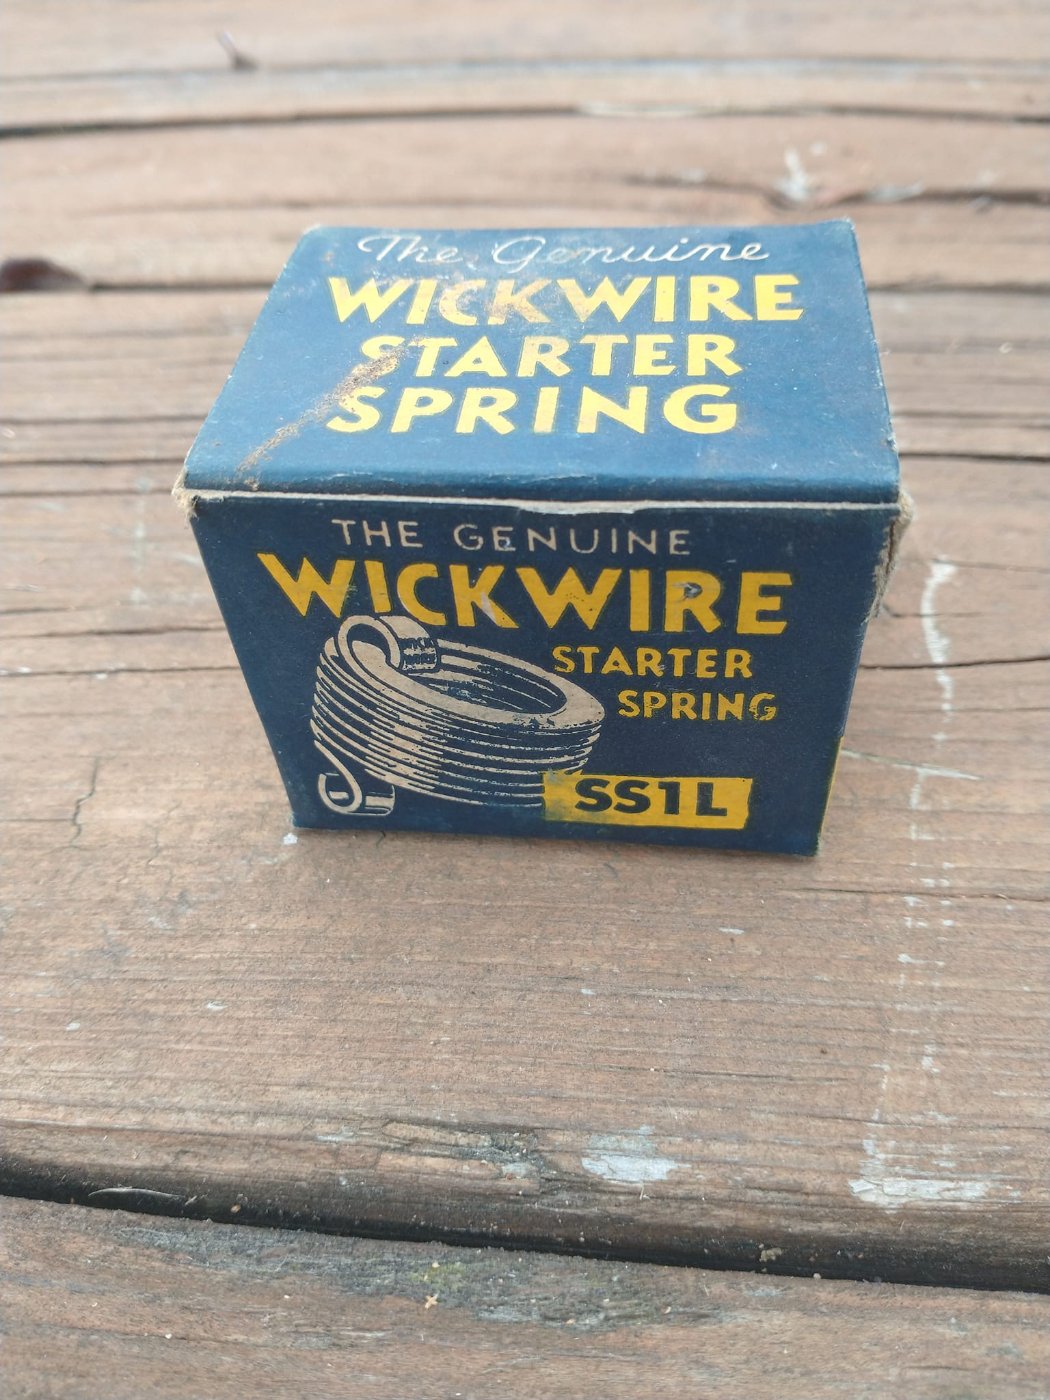 The Genuine
WICKWIRE
STARTER
SPRING
THE GENUINE
WICKWIRE
STARTER
SPRING
SS1L